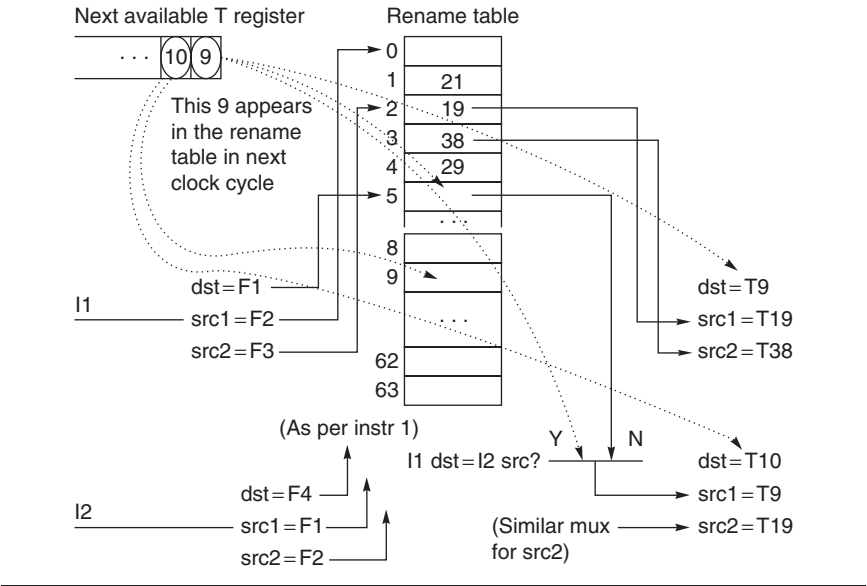 Next available T register
Rename table
· · · 10 9
This 9 appears
in the rename
table in next
clock cycle
0
1 21
2 19
3 38
4 29
5
· · ·
8
9
· · ·
62
63
I1
dst=F1
src1=F2
src2=F3
dst=T9
src1=T19
src2=T38
(As per instr 1)
I2
dst=F4
src1=F1
src2=F2
Y N
I1 dst=I2 src?
(Similar mux
for src2)
dst=T10
src1=T9
src2=T19